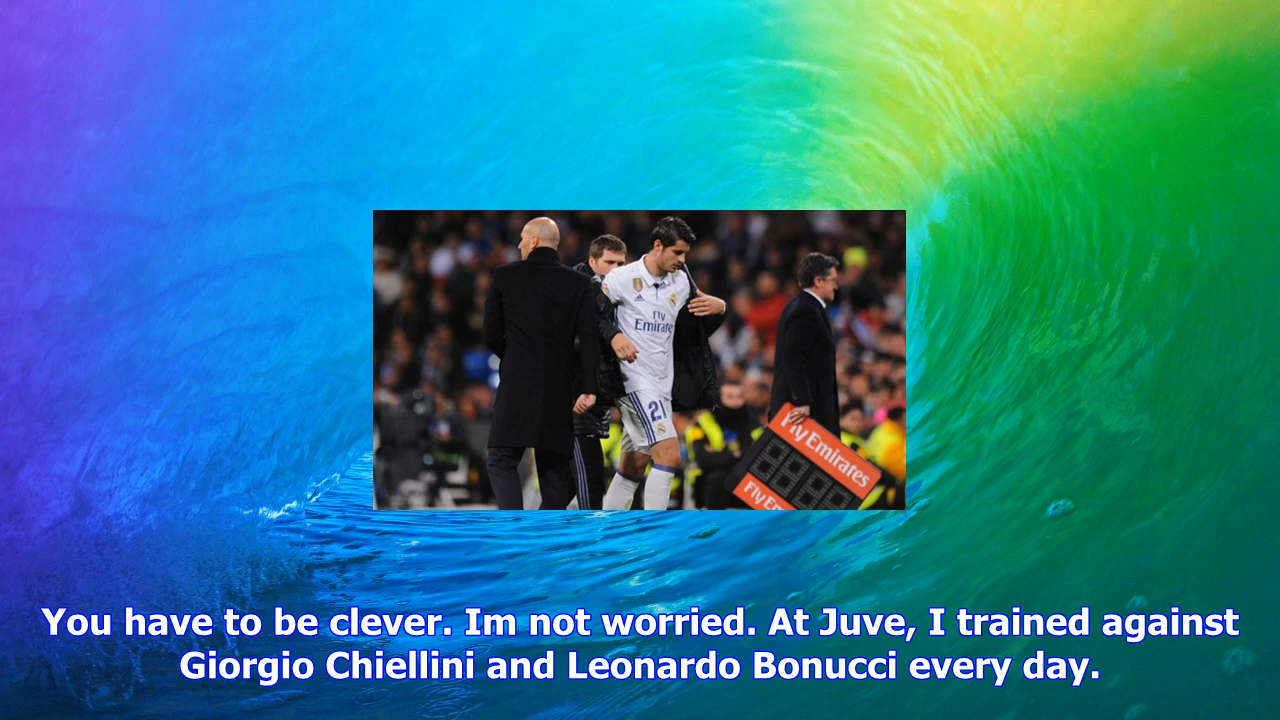 Fly
Emirates
21
Fly Emirates
Fly Em
You have to be clever. Im not worried. At Juve, I trained against
Giorgio Chiellini and Leonardo Bonucci every day.